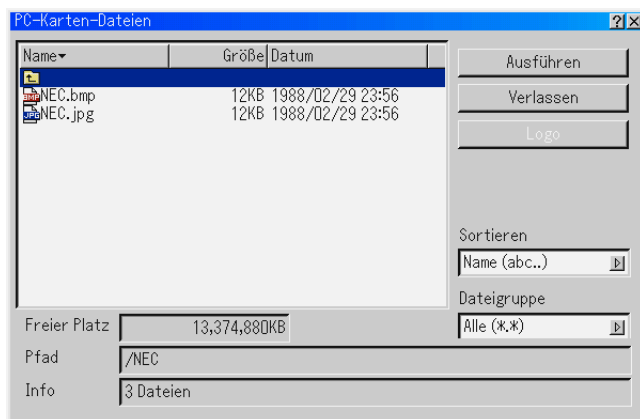 PC-Karten-Dateien
Name Größe Datum
NEC.bmp 12KB 1988/02/29 23:56
NEC.jpg 12KB 1988/02/29 23:56
Ausführen
Verlassen
Logo
Sortieren
Name (abc..)
Dateigruppe
Alle (*.*)
Freier Platz 13,374,880KB
Pfad /NEC
Info 3 Dateien